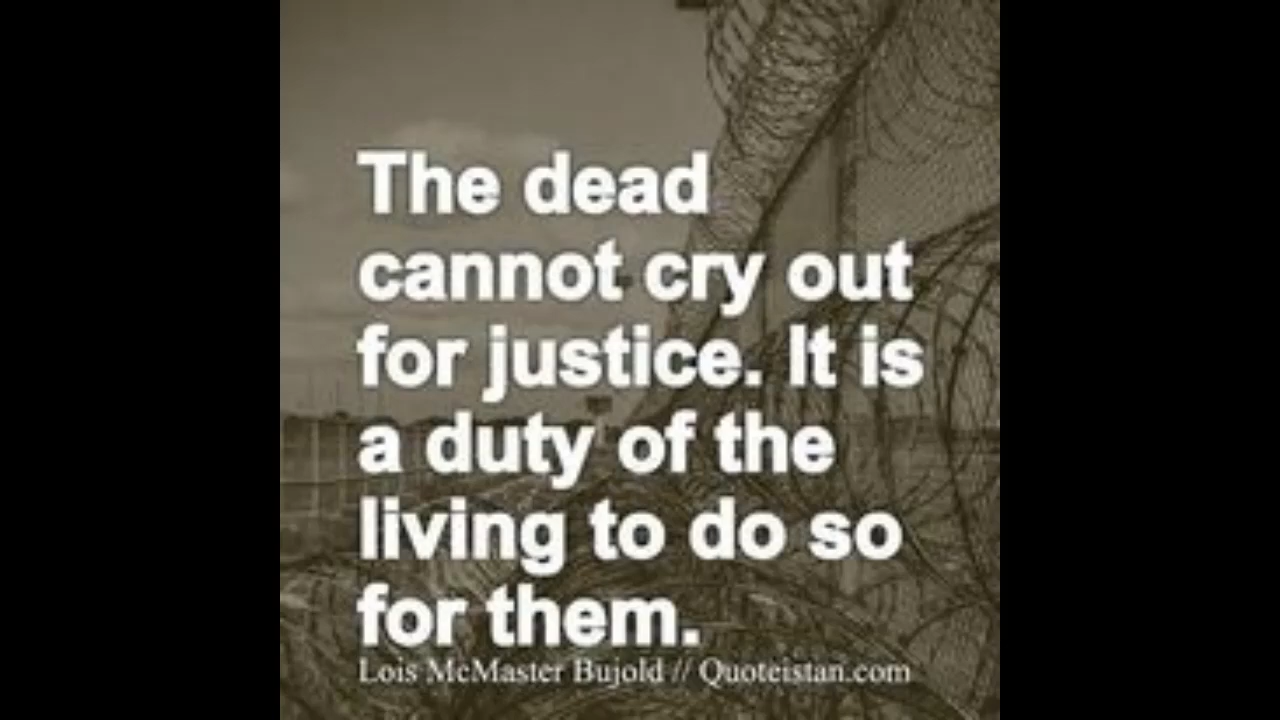 The dead
cannot cry out
for justice. It is
a duty of the
living to do so
for them.
Lois McMaster Bujold // Quoteistan.com